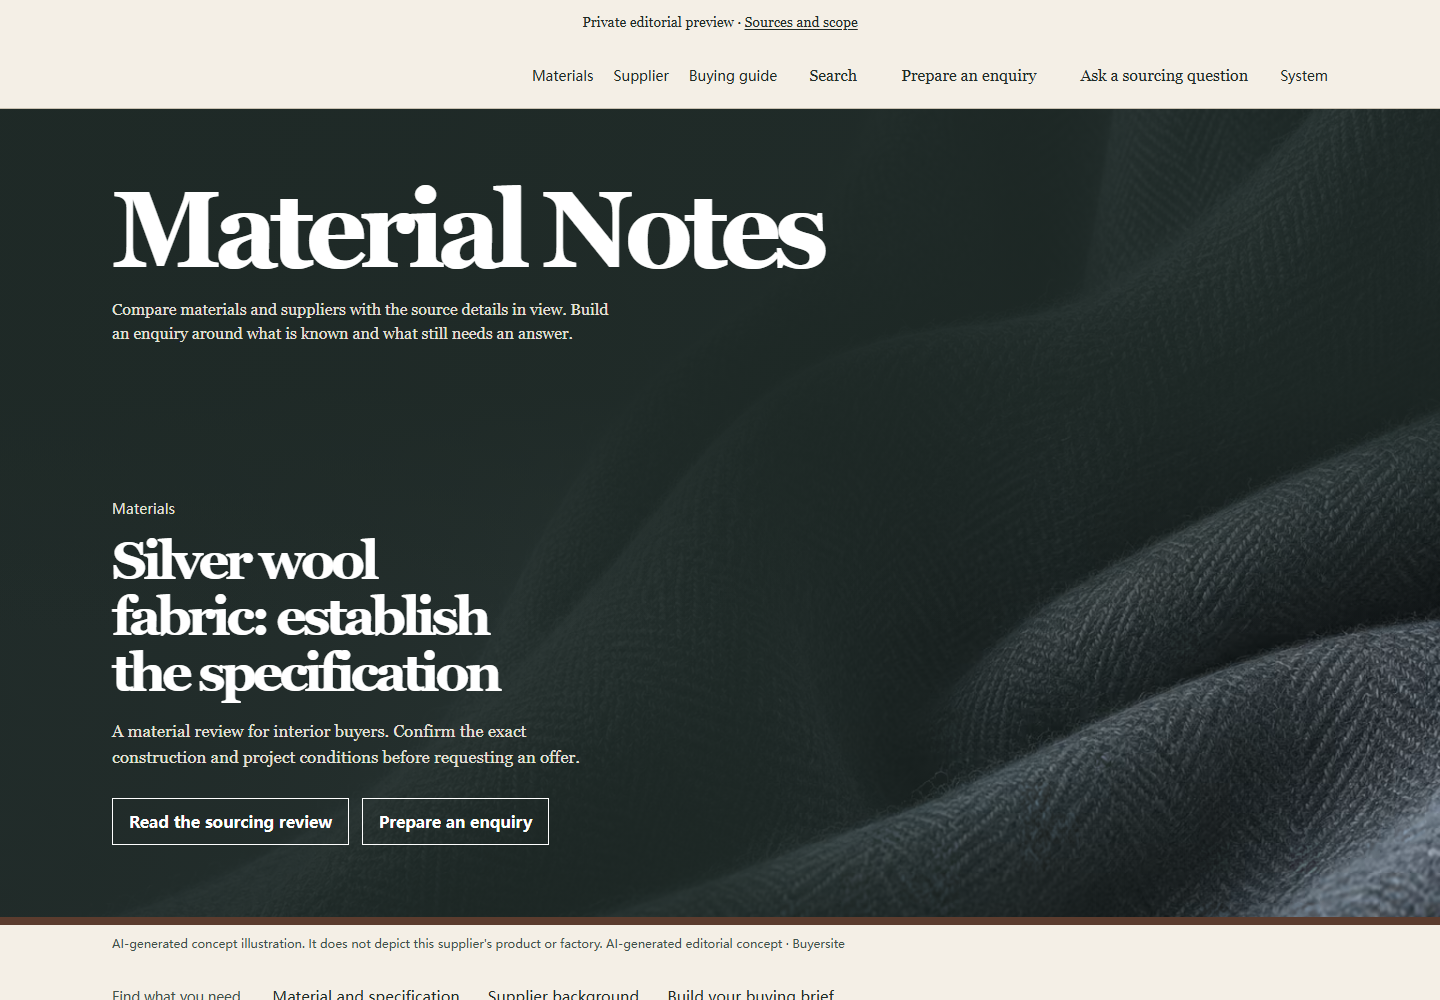 Private editorial preview · Sources and scope
Materials Supplier Buying guide Search Prepare an enquiry Ask a sourcing question System
Material Notes
Compare materials and suppliers with the source details in view. Build
an enquiry around what is known and what still needs an answer.
Materials
Silver wool
fabric: establish
the specification
A material review for interior buyers. Confirm the exact
construction and project conditions before requesting an offer.
Read the sourcing review Prepare an enquiry
AI-generated concept illustration. It does not depict this supplier's product or factory. AI-generated editorial concept · Buyersite
Find what you need Material and specification Supplier background Build your buying brief